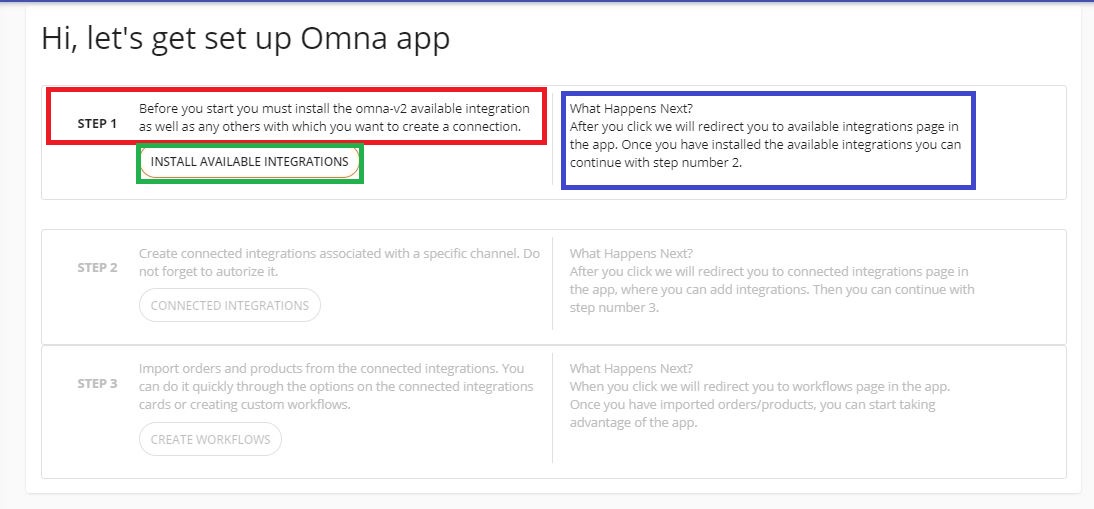 Hi, let's get set up Omna app
STEP 1
Before you start you must install the omna-v2 available integration
as well as any others with which you want to create a connection.
INSTALL AVAILABLE INTEGRATIONS
What Happens Next?
After you click we will redirect you to available integrations page in
the app. Once you have installed the available integrations you can
continue with step number 2.
STEP 2
Create connected integrations associated with a specific channel. Do
not forget to autorize it.
CONNECTED INTEGRATIONS
What Happens Next?
After you click we will redirect you to connected integrations page in
the app, where you can add integrations. Then you can continue with
step number 3.
STEP 3
Import orders and products from the connected integrations. You
can do it quickly through the options on the connected integrations
cards or creating custom workflows.
CREATE WORKFLOWS
What Happens Next?
When you click we will redirect you to workflows page in the app.
Once you have imported orders/products, you can start taking
advantage of the app.